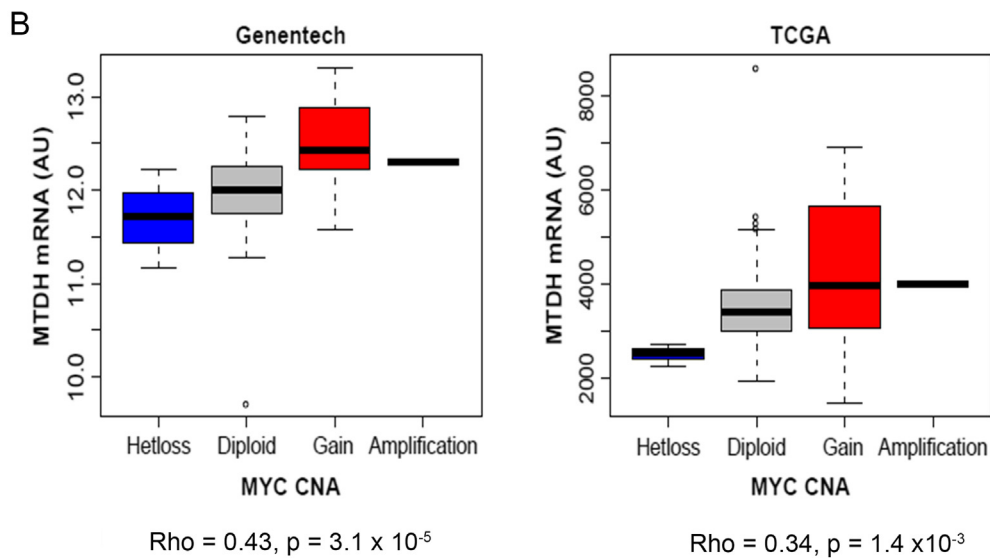 B
Genentech
MTDH mRNA (AU)
13.0
12.0
11.0
10.0
Hetloss Diploid Gain Amplification
MYC CNA
Rho = 0.43, p = 3.1 x 10-5
TCGA
MTDH mRNA (AU)
8000
6000
4000
2000
Hetloss Diploid Gain Amplification
MYC CNA
Rho = 0.34, p = 1.4 x10-3